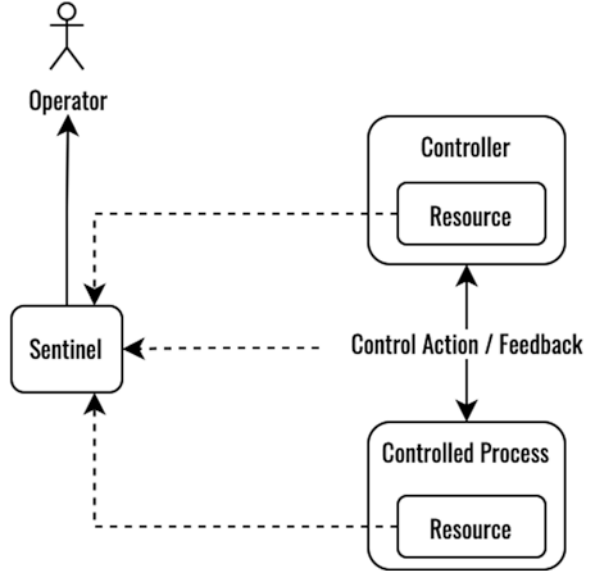 Operator
Controller
Resource
Sentinel
Control Action / Feedback
Controlled Process
Resource